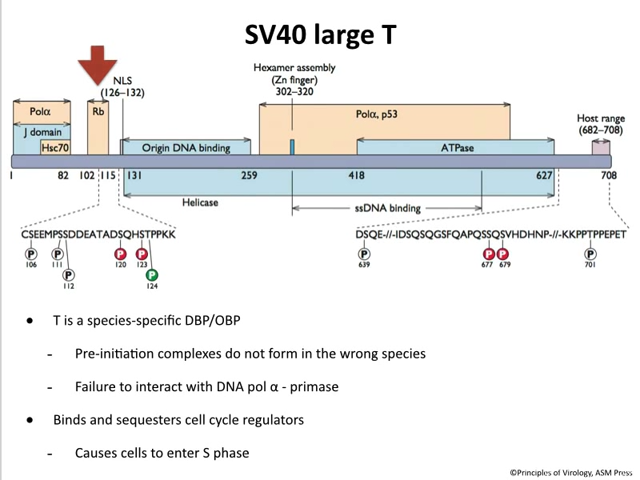 SV40 large T
Hexamer assembly
(Zn finger)
302–320
NLS
(126–132)
Polα
Rb
Polα, p53
Host range
(682–708)
J domain
Hsc70
Origin DNA binding
ATPase
1 82 102 115 131 259 418 627 708
Helicase
ssDNA binding
CSEEMPSSDDEATADSQHSTPPKK
DSQE-//-IDSQSQGSFQAPQSSQSVHDHNP-//-KKPPTPPEPET
P P P P P P P P P P
106 111 112 120 123 124 639 677 679 701
• T is a species-specific DBP/OBP
- Pre-initiation complexes do not form in the wrong species
- Failure to interact with DNA pol α - primase
• Binds and sequesters cell cycle regulators
- Causes cells to enter S phase
©Principles of Virology, ASM Press